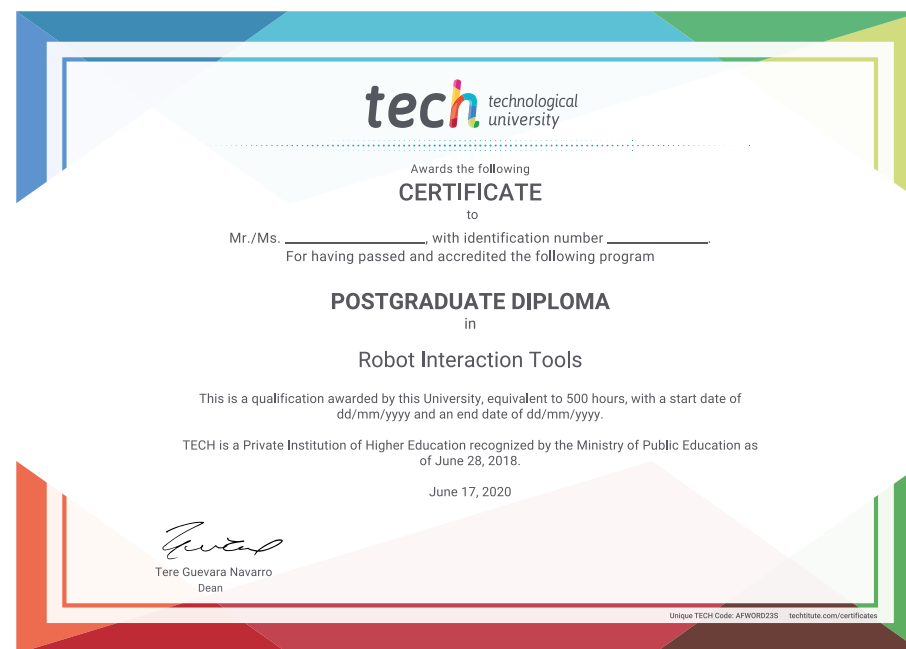 tech technological
university
Awards the following
CERTIFICATE
to
Mr./Ms. ____________________, with identification number ______________.
For having passed and accredited the following program
POSTGRADUATE DIPLOMA
in
Robot Interaction Tools
This is a qualification awarded by this University, equivalent to 500 hours, with a start date of
dd/mm/yyyy and an end date of dd/mm/yyyy.
TECH is a Private Institution of Higher Education recognized by the Ministry of Public Education as
of June 28, 2018.
June 17, 2020
Tere Guevara Navarro
Dean
Unique TECH Code: AFWORD23S techtitute.com/certificates